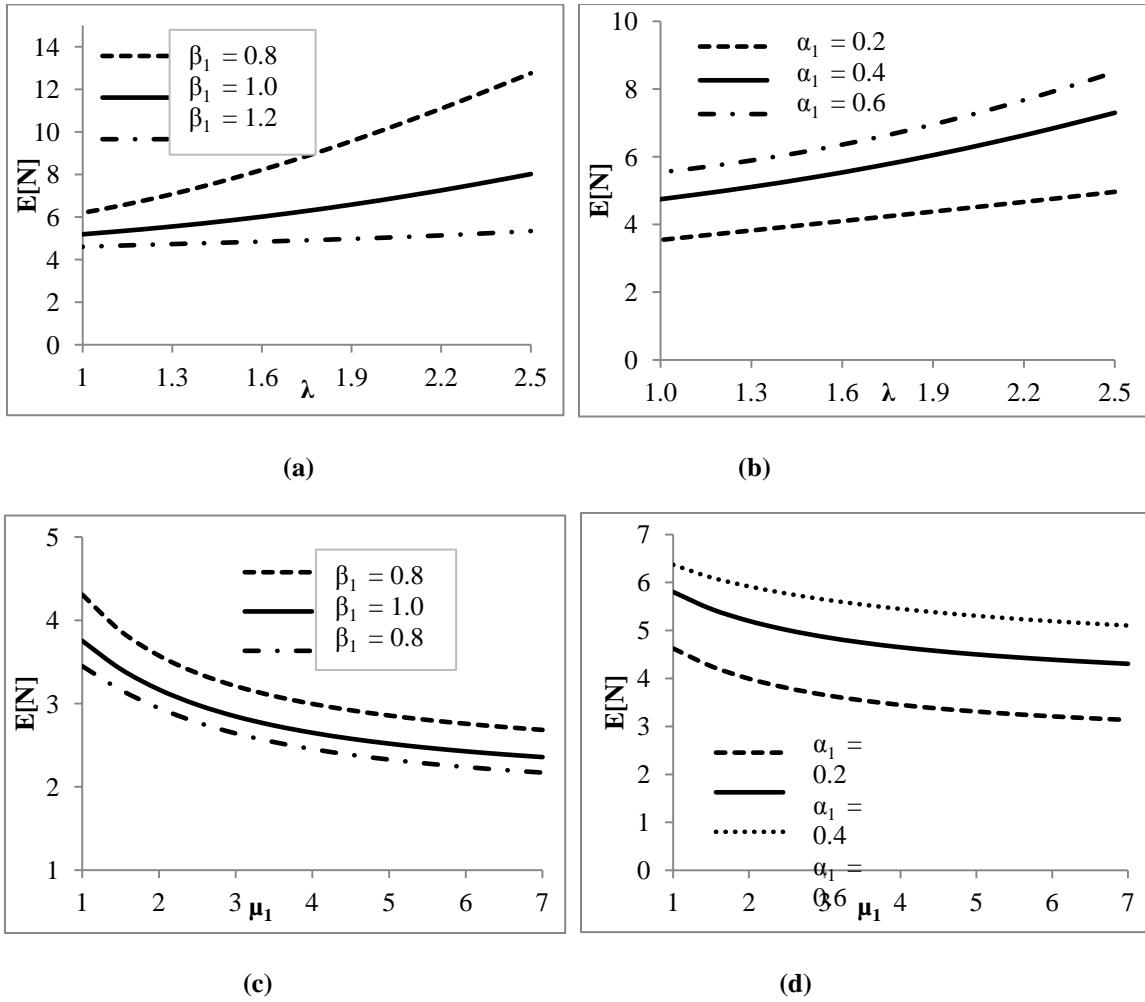 14
12
10
8
6
4
2
0
E[N]
β₁ = 0.8
β₁ = 1.0
β₁ = 1.2
1 1.3 1.6 1.9 2.2 2.5
λ
(a)
10
8
6
4
2
0
E[N]
α₁ = 0.2
α₁ = 0.4
α₁ = 0.6
1.0 1.3 1.6 1.9 2.2 2.5
λ
(b)
5
4
3
2
1
E[N]
β₁ = 0.8
β₁ = 1.0
β₁ = 0.8
1 2 3 4 5 6 7
μ₁
(c)
7
6
5
4
3
2
1
0
E[N]
α₁ =
0.2
α₁ =
0.4
α₁ =
0.6
1 2 3 4 5 6 7
μ₁
(d)